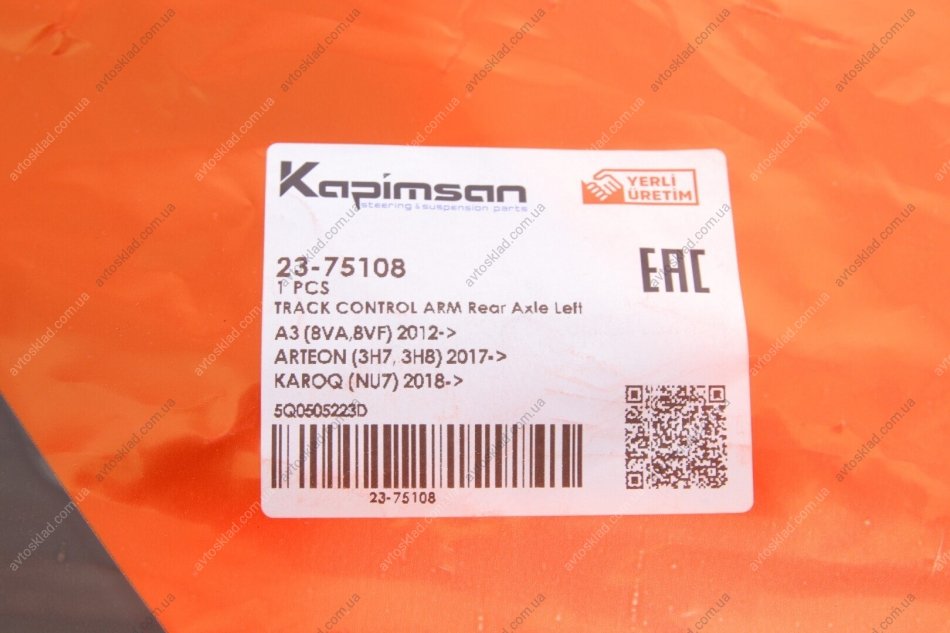 Kapimsan
steering & suspension parts
YERLİ
ÜRETİM
23-75108
1 PCS
EAC
TRACK CONTROL ARM Rear Axle Left
A3 (8VA,8VF) 2012->
ARTEON (3H7, 3H8) 2017->
KAROQ (NU7) 2018->
5Q0505223D
23-75108
avtosklad.com.ua